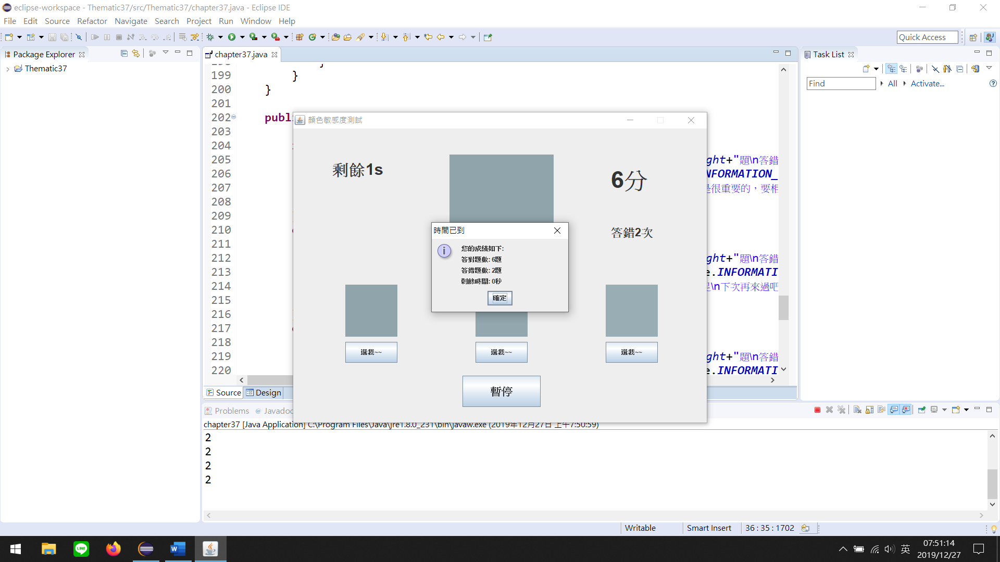 eclipse-workspace - Thematic37/src/Thematic37/chapter37.java - Eclipse IDE
File Edit Source Refactor Navigate Search Project Run Window Help
Quick Access
Package Explorer
Thematic37
chapter37.java
199 }
200 }
201
202 publ
203
204
205 ght+"題\n答錯
206 NFORMATION_
207 是很重要的，要相
208
209
210
211
212 ght+"題\n答錯
213 e.INFORMATI
214 \n下次再來過吧
215
216
217
218
219 ght+"題\n答錯
220 e.INFORMATI
Source Design
顏色敏感度測試
剩餘1s
6分
答錯2次
時間已到
您的成績如下:
答對題數: 6題
答錯題數: 2題
剩餘時間: 0秒
確定
選我~~
選我~~
選我~~
暫停
Task List
Find
All
Activate...
Problems
@ Javadoc
chapter37 [Java Application] C:\Program Files\Java\jre1.8.0_231\bin\javaw.exe (2019年12月27日 上午7:50:59)
2
2
2
2
Writable
Smart Insert
36 : 35 : 1702
LINE
W
英
07:51:14
2019/12/27